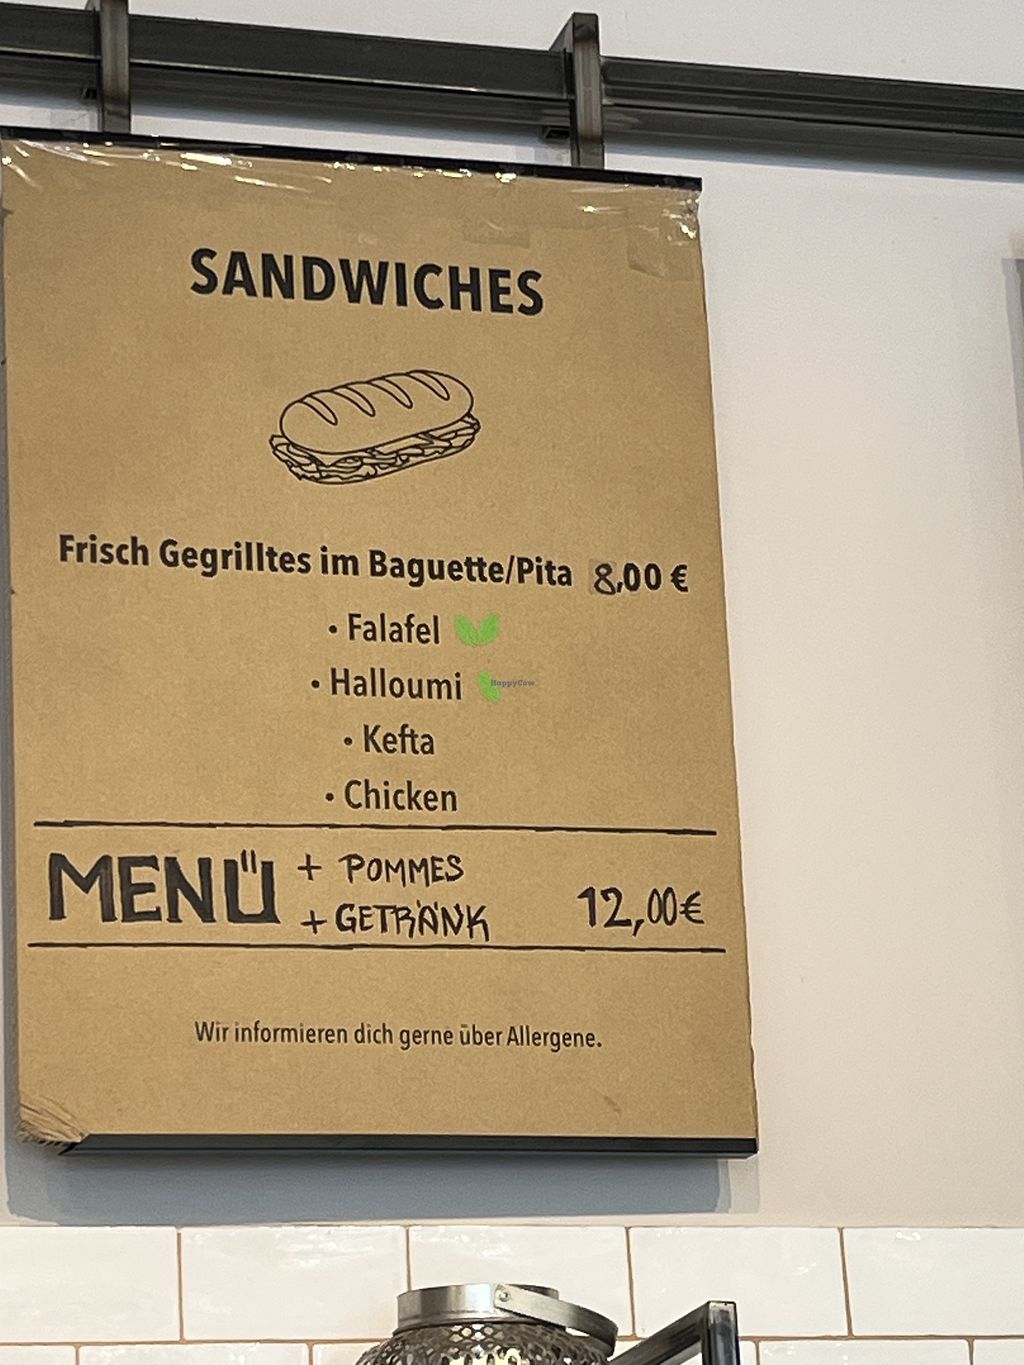 SANDWICHES
Frisch Gegrilltes im Baguette/Pita 8,00 €
• Falafel
• Halloumi
HappyCow
• Kefta
• Chicken
MENÜ + POMMES
+ GETRÄNK 12,00€
Wir informieren dich gerne über Allergene.